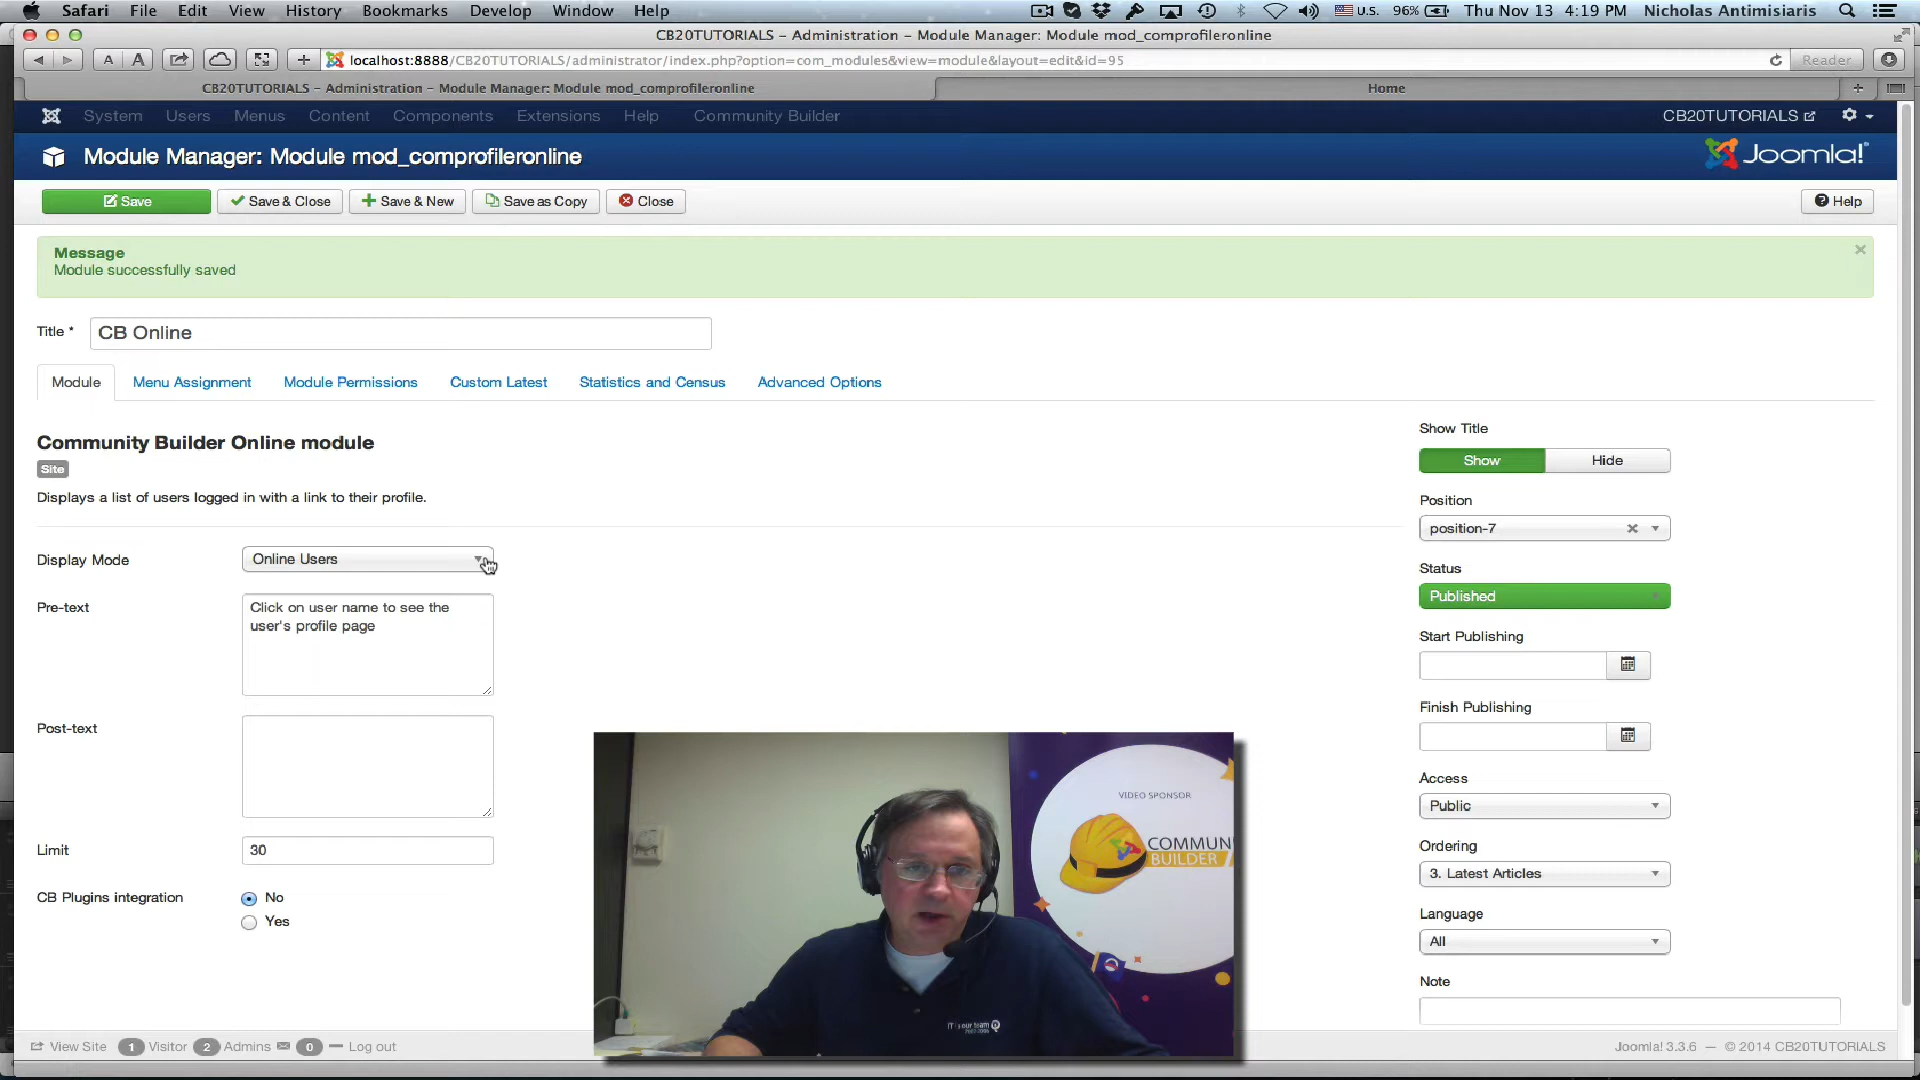 Safari File Edit View History Bookmarks Develop Window Help U.S. 96% Thu Nov 13 4:19 PM Nicholas Antimisiaris
CB20TUTORIALS – Administration – Module Manager: Module mod_comprofileronline
A A + localhost:8888/CB20TUTORIALS/administrator/index.php?option=com_modules&view=module&layout=edit&id=95 Reader
CB20TUTORIALS – Administration – Module Manager: Module mod_comprofileronline Home +
System Users Menus Content Components Extensions Help Community Builder CB20TUTORIALS
Module Manager: Module mod_comprofileronline Joomla!
Save Save & Close Save & New Save as Copy Close Help
Message ×
Module successfully saved
Title * CB Online
Module Menu Assignment Module Permissions Custom Latest Statistics and Census Advanced Options
Community Builder Online module
Site
Displays a list of users logged in with a link to their profile.
Display Mode Online Users
Pre-text Click on user name to see the
user's profile page
Post-text
Limit 30
CB Plugins integration No
Yes
Show Title
Show Hide
Position
position-7
Status
Published
Start Publishing
Finish Publishing
Access
Public
Ordering
3. Latest Articles
Language
All
Note
VIDEO SPONSOR
COMMUN
BUILDER
IT is your team
View Site 1 Visitor 2 Admins 0 Log out Joomla! 3.3.6 — © 2014 CB20TUTORIALS